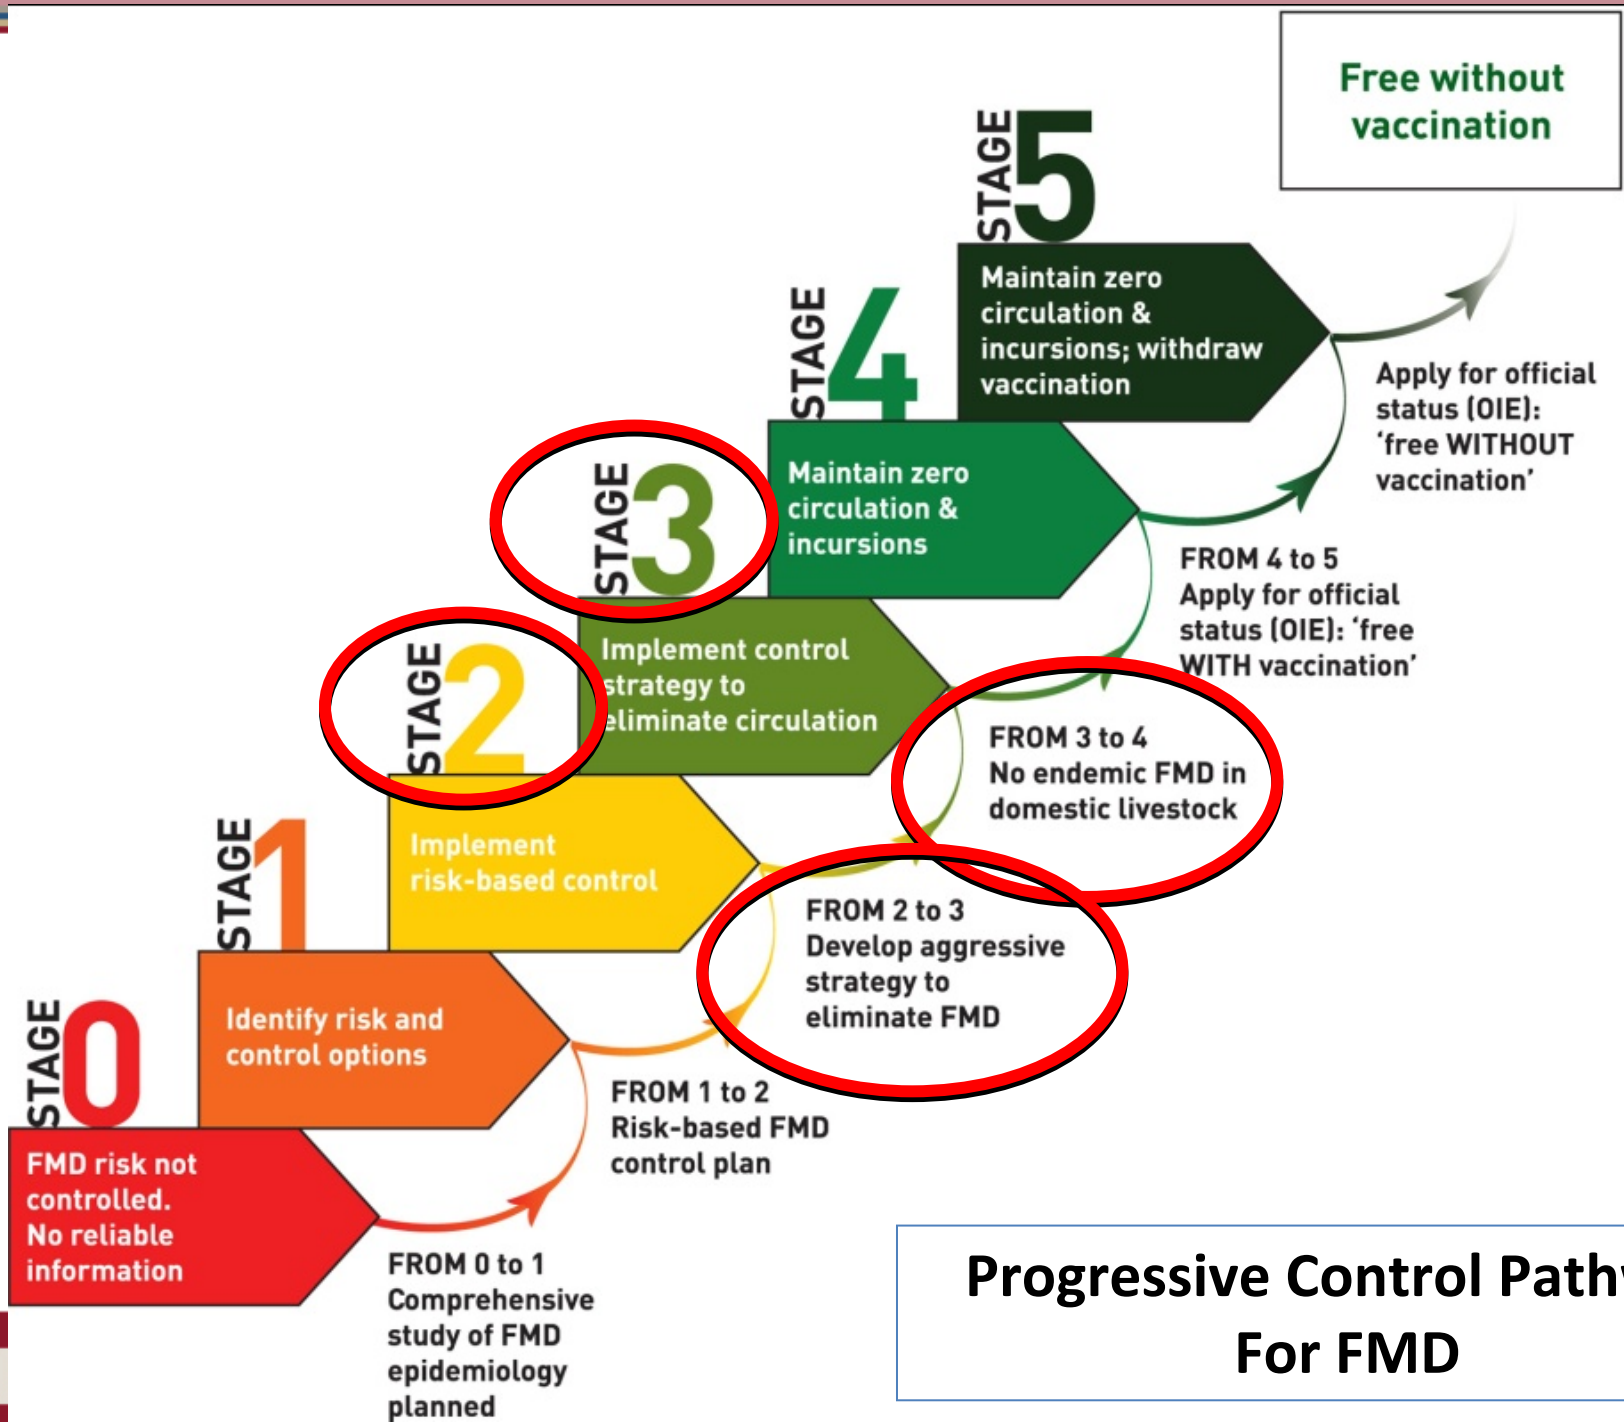 Free without
vaccination
STAGE 5
Maintain zero
circulation &
incursions; withdraw
vaccination
Apply for official
status (OIE):
‘free WITHOUT
vaccination’
STAGE 4
Maintain zero
circulation &
incursions
FROM 4 to 5
Apply for official
status (OIE): ‘free
WITH vaccination’
STAGE 3
Implement control
strategy to
eliminate circulation
FROM 3 to 4
No endemic FMD in
domestic livestock
STAGE 2
Implement
risk-based control
FROM 2 to 3
Develop aggressive
strategy to
eliminate FMD
STAGE 1
Identify risk and
control options
FROM 1 to 2
Risk-based FMD
control plan
STAGE 0
FMD risk not
controlled.
No reliable
information
FROM 0 to 1
Comprehensive
study of FMD
epidemiology
planned
Progressive Control
For FMD